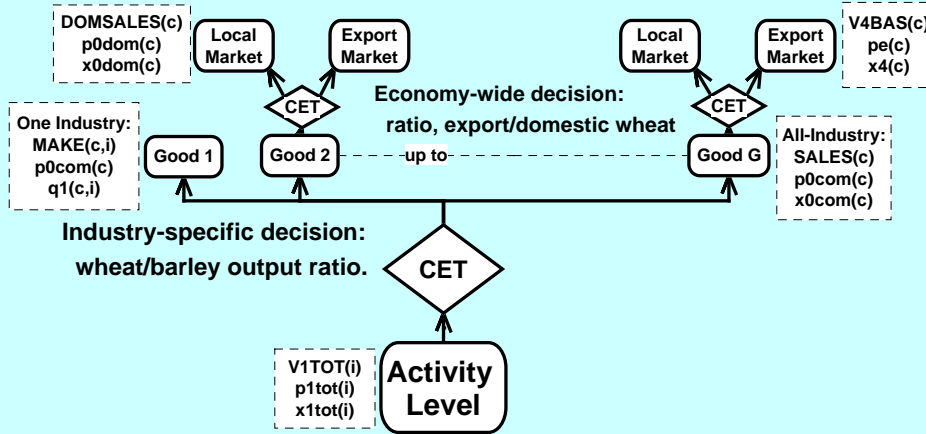 DOMSALES(c)
p0dom(c)
x0dom(c)
Local
Market
Export
Market
Local
Market
Export
Market
V4BAS(c)
pe(c)
x4(c)
CET
CET
Economy-wide decision:
ratio, export/domestic wheat
One Industry:
MAKE(c,i)
p0com(c)
q1(c,i)
Good 1
Good 2
up to
Good G
All-Industry:
SALES(c)
p0com(c)
x0com(c)
Industry-specific decision:
wheat/barley output ratio.
CET
V1TOT(i)
p1tot(i)
x1tot(i)
Activity
Level